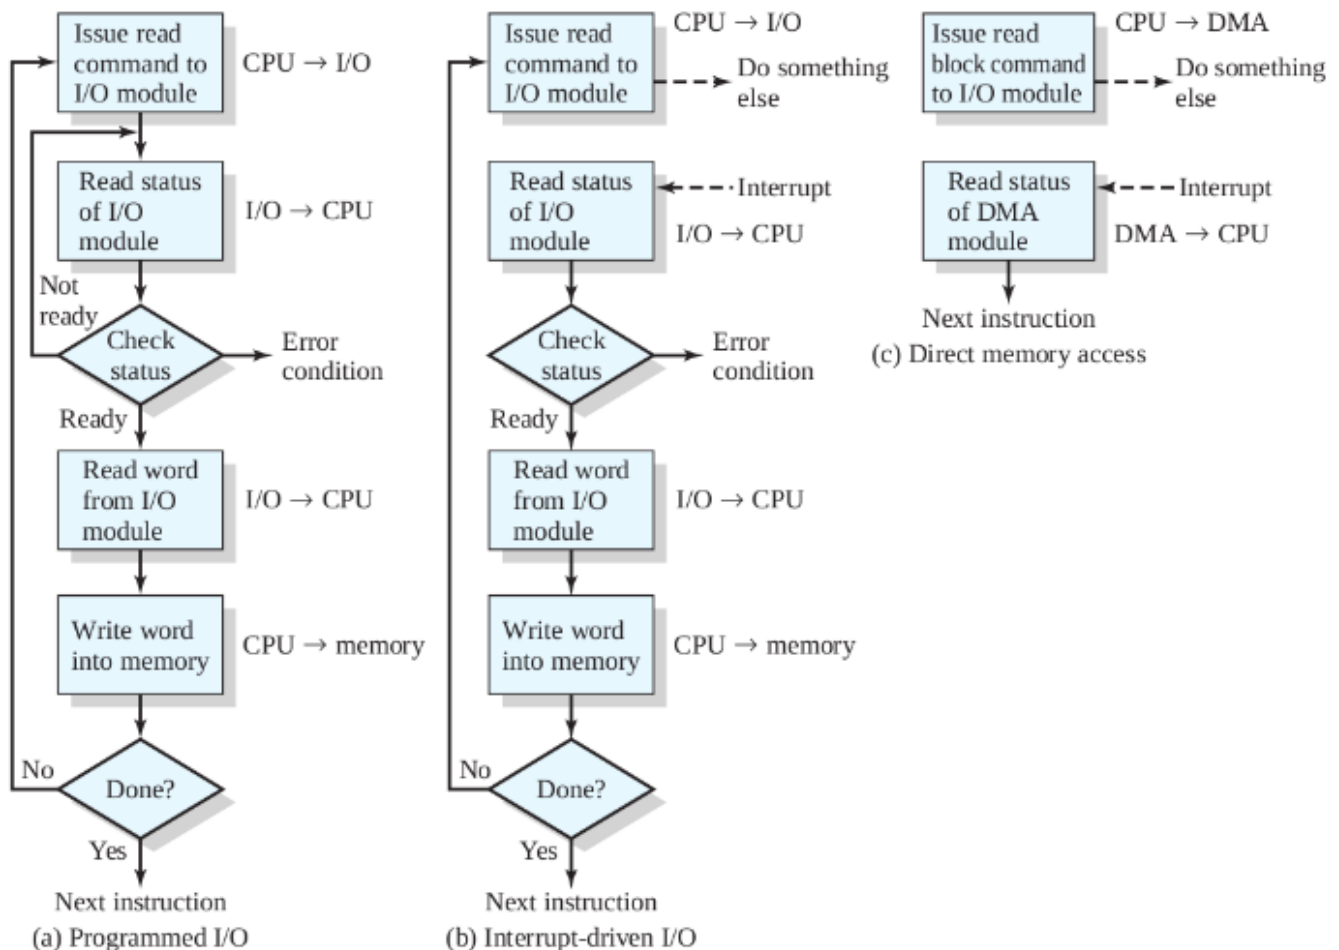 Issue read
command to
I/O module
CPU → I/O
Read status
of I/O
module
I/O → CPU
Not
ready
Check
status
Error
condition
Ready
Read word
from I/O
module
I/O → CPU
Write word
into memory
CPU → memory
No
Done?
Yes
Next instruction
(a) Programmed I/O
Issue read
command to
I/O module
CPU → I/O
Do something
else
Read status
of I/O
module
Interrupt
I/O → CPU
Check
status
Error
condition
Ready
Read word
from I/O
module
I/O → CPU
Write word
into memory
CPU → memory
No
Done?
Yes
Next instruction
(b) Interrupt-driven I/O
Issue read
block command
to I/O module
CPU → DMA
Do something
else
Read status
of DMA
module
Interrupt
DMA → CPU
Next instruction
(c) Direct memory access